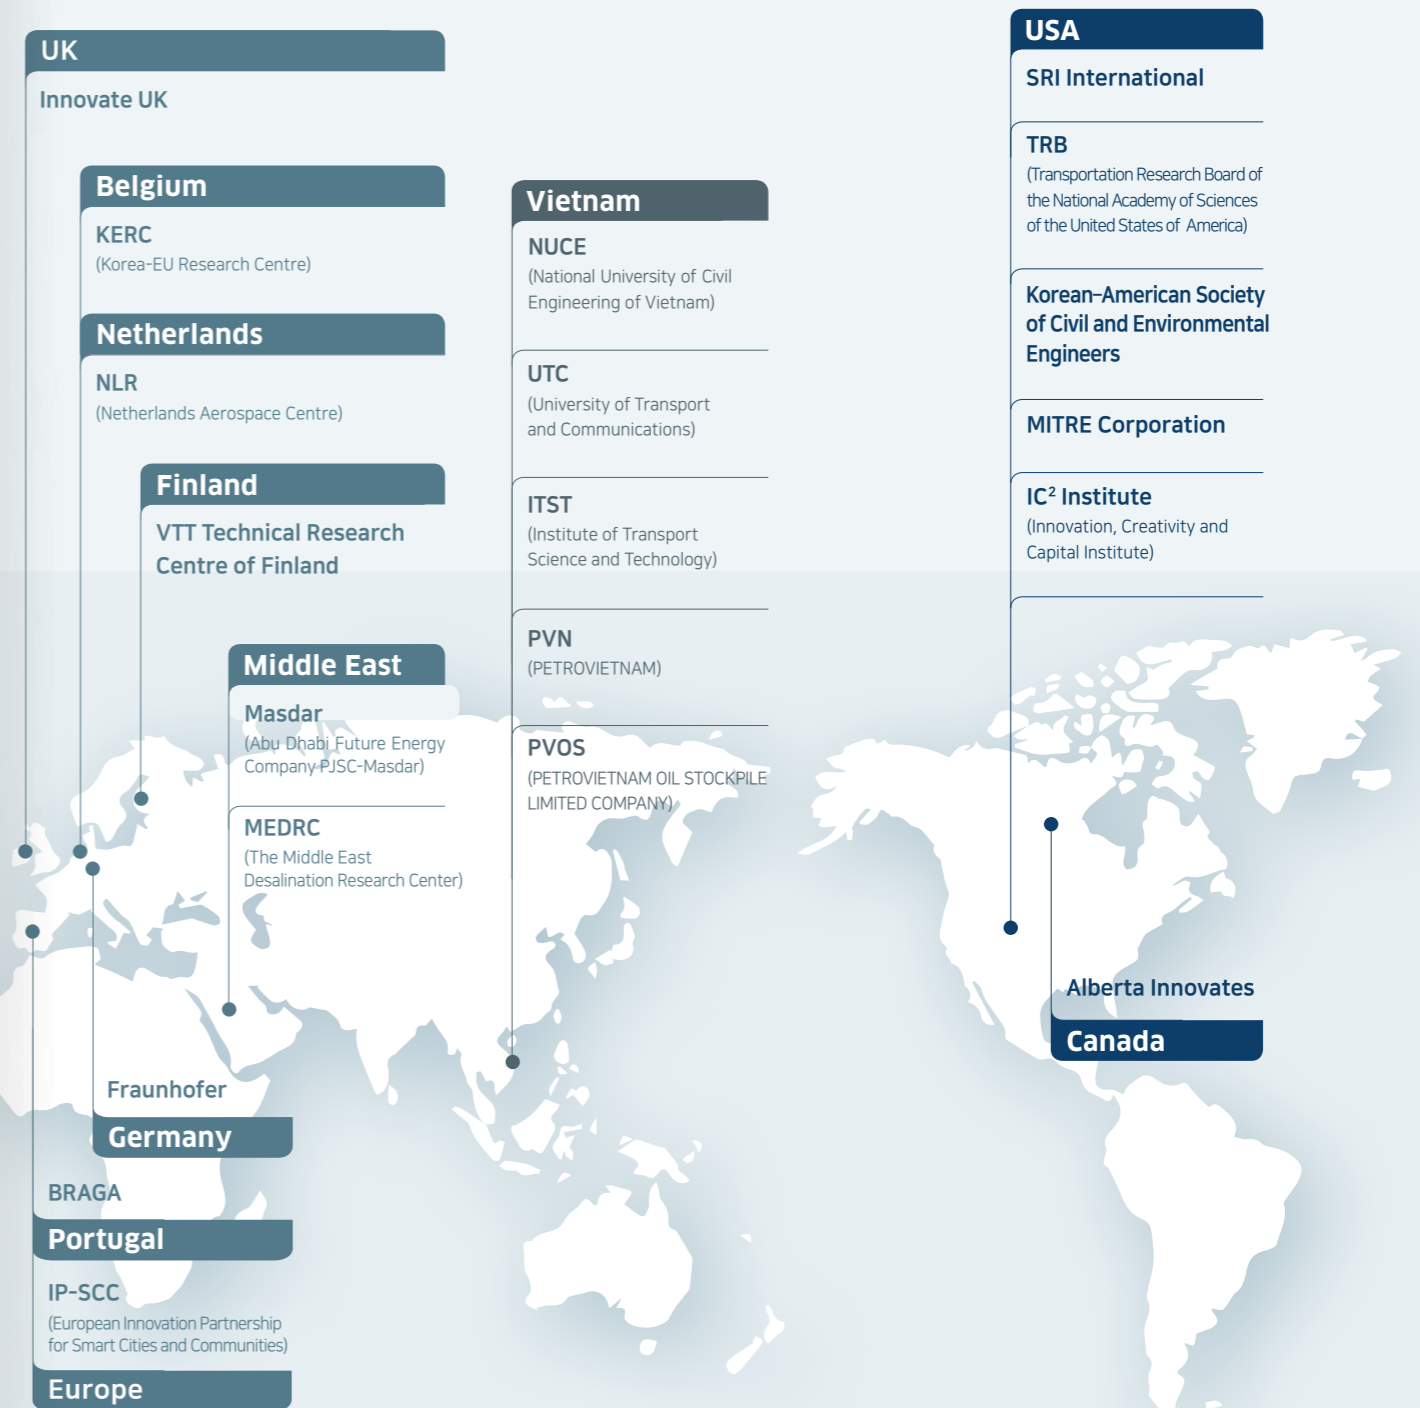 UK
Innovate UK
Belgium
KERC
(Korea-EU Research Centre)
Netherlands
NLR
(Netherlands Aerospace Centre)
Finland
VTT Technical Research
Centre of Finland
Middle East
Masdar
(Abu Dhabi Future Energy
Company PJSC-Masdar)
MEDRC
(The Middle East
Desalination Research Center)
Fraunhofer
Germany
BRAGA
Portugal
IP-SCC
(European Innovation Partnership
for Smart Cities and Communities)
Europe
Vietnam
NUCE
(National University of Civil
Engineering of Vietnam)
UTC
(University of Transport
and Communications)
ITST
(Institute of Transport
Science and Technology)
PVN
(PETROVIETNAM)
PVOS
(PETROVIETNAM OIL STOCKPILE
LIMITED COMPANY)
USA
SRI International
TRB
(Transportation Research Board of
the National Academy of Sciences
of the United States of America)
Korean-American Society
of Civil and Environmental
Engineers
MITRE Corporation
IC² Institute
(Innovation, Creativity and
Capital Institute)
Alberta Innovates
Canada